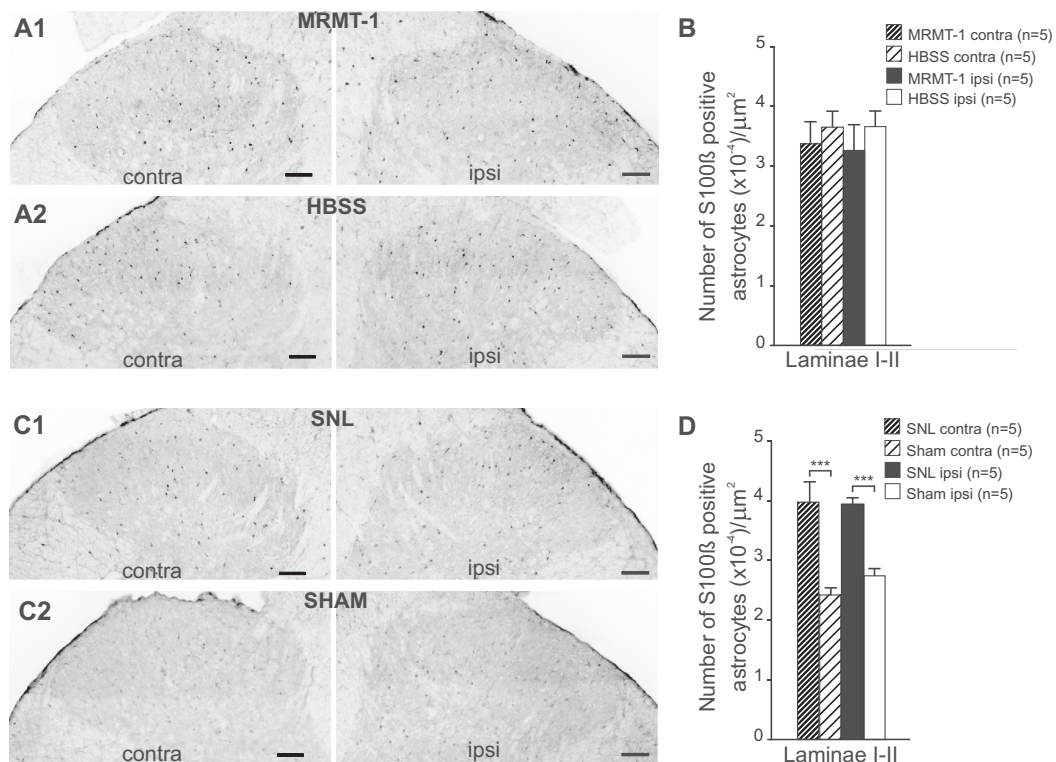 A1
MRMT-1
contra
ipsi
A2
HBSS
contra
ipsi
B
MRMT-1 contra (n=5)
HBSS contra (n=5)
MRMT-1 ipsi (n=5)
HBSS ipsi (n=5)
Number of S100ß positive
astrocytes (x10⁻⁴)/μm²
5
4
3
2
1
0
Laminae I-II
C1
SNL
contra
ipsi
C2
SHAM
contra
ipsi
D
SNL contra (n=5)
Sham contra (n=5)
SNL ipsi (n=5)
Sham ipsi (n=5)
Number of S100ß positive
astrocytes (x10⁻⁴)/μm²
5
4
3
2
1
0
***
***
Laminae I-II